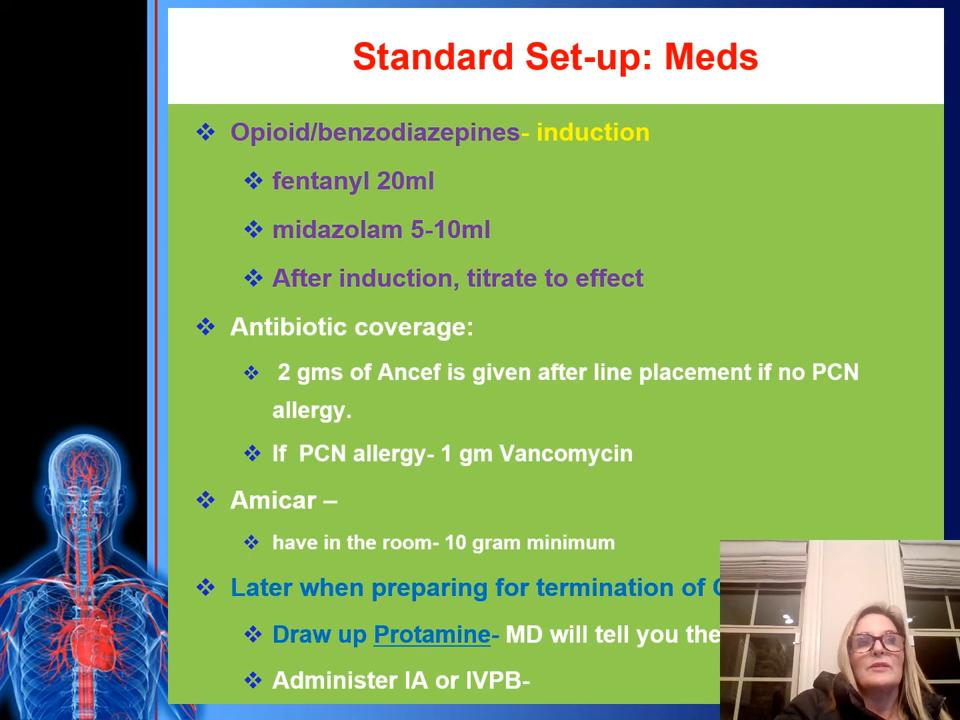 Standard Set-up: Meds
Opioid/benzodiazepines- induction
fentanyl 20ml
midazolam 5-10ml
After induction, titrate to effect
Antibiotic coverage:
2 gms of Ancef is given after line placement if no PCN
allergy.
If PCN allergy- 1 gm Vancomycin
Amicar –
have in the room- 10 gram minimum
Later when preparing for termination of
Draw up Protamine- MD will tell you the
Administer IA or IVPB-